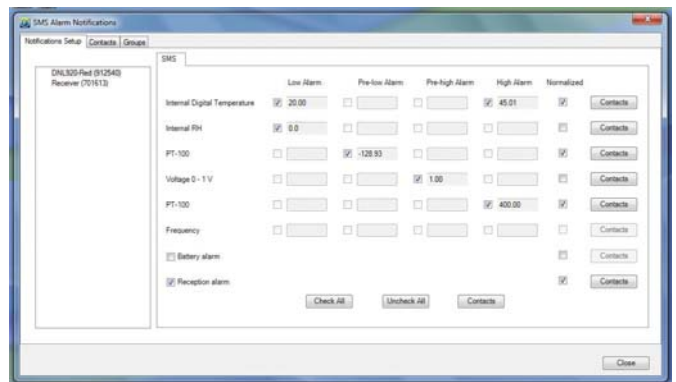 SMS Alarm Notifications
Notifications Setup Contacts Groups
DNL920-Red (912540)
Receiver (701613)
SMS
Low Alarm Pre-low Alarm Pre-high Alarm High Alarm Normalized
Internal Digital Temperature 20.00 45.01 Contacts
Internal RH 0.0 Contacts
PT-100 -128.93 Contacts
Voltage 0 - 1 V 1.00 Contacts
PT-100 400.00 Contacts
Frequency Contacts
Battery alarm Contacts
Reception alarm Contacts
Check All Uncheck All Contacts
Close